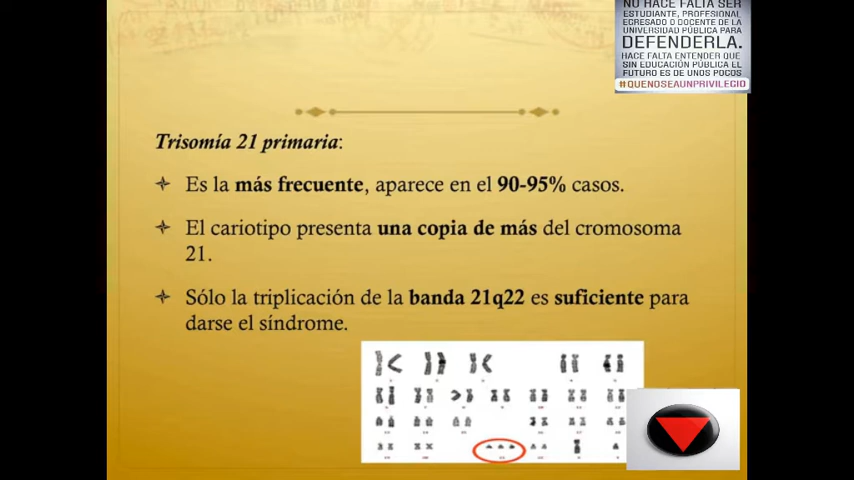 NO HACE FALTA SER
ESTUDIANTE, PROFESIONAL
EGRESADO O DOCENTE DE LA
UNIVERSIDAD PÚBLICA PARA
DEFENDERLA.
HACE FALTA ENTENDER QUE
SIN EDUCACIÓN PÚBLICA EL
FUTURO ES DE UNOS POCOS
#QUENOSEAUNPRIVILEGIO
Trisomía 21 primaria:
Es la más frecuente, aparece en el 90-95% casos.
El cariotipo presenta una copia de más del cromosoma
21.
Sólo la triplicación de la banda 21q22 es suficiente para
darse el síndrome.